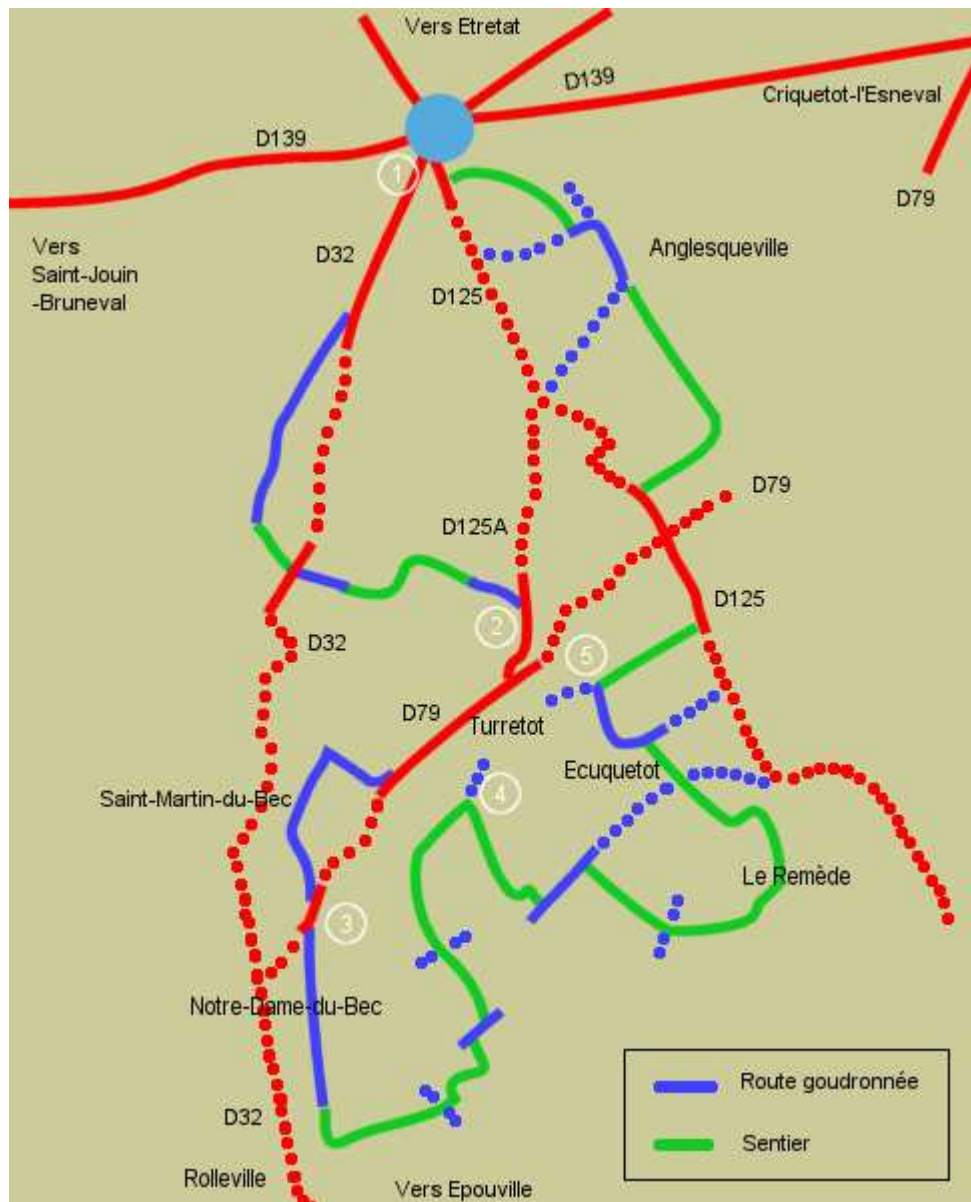 Vers Etretat
D139
Criquetot-l'Esneval
D139
1
D79
Vers
Saint-Jouin
-Bruneval
D32
Anglesqueville
D125
D79
D125A
D125
2
D32
5
D79
Turretot
Ecuquetot
4
Saint-Martin-du-Bec
Le Remède
3
Notre-Dame-du-Bec
Route goudronnée
D32
Sentier
Rolleville
Vers Epouville